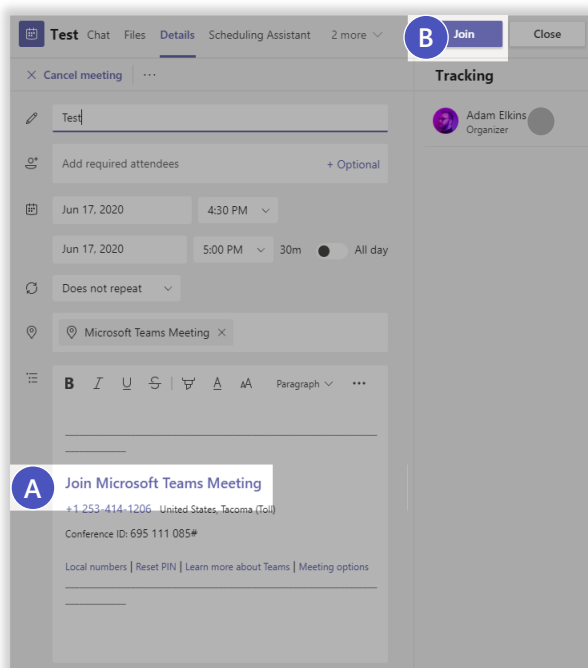 Test Chat Files Details Scheduling Assistant 2 more B Join Close
× Cancel meeting ··· Tracking
Test
Adam Elkins
Organizer
Add required attendees + Optional
Jun 17, 2020 4:30 PM
Jun 17, 2020 5:00 PM 30m All day
Does not repeat
Microsoft Teams Meeting ×
B I U S A AA Paragraph ···
A Join Microsoft Teams Meeting
+1 253-414-1206 United States, Tacoma (Toll)
Conference ID: 695 111 085#
Local numbers | Reset PIN | Learn more about Teams | Meeting options